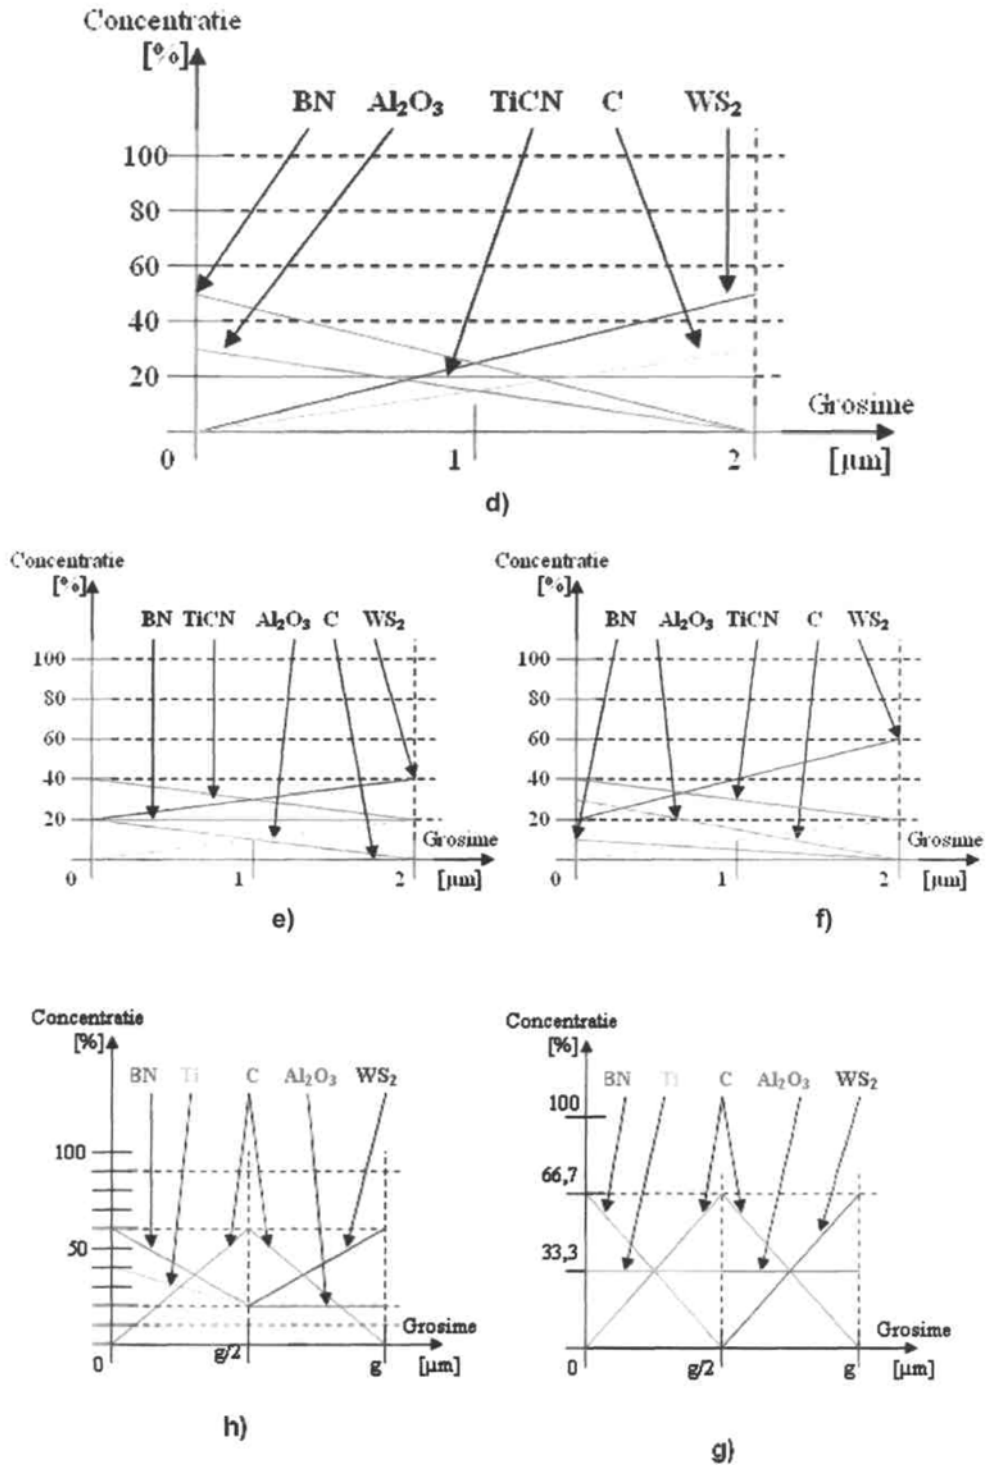 Concentratie
[%]
BN Al₂O₃ TiCN C WS₂
100
80
60
40
20
Grosime
0 1 2 [µm]
d)
Concentratie
[%]
BN TiCN Al₂O₃ C WS₂
100
80
60
40
20
Grosime
0 1 2 [µm]
e)
Concentratie
[%]
BN Al₂O₃ TiCN C WS₂
100
80
60
40
20
Grosime
0 1 2 [µm]
f)
Concentratie
[%]
BN Ti C Al₂O₃ WS₂
100
50
Grosime
0 g/2 g [µm]
h)
Concentratie
[%]
BN Ti C Al₂O₃ WS₂
100
66,7
33,3
Grosime
0 g/2 g [µm]
g)